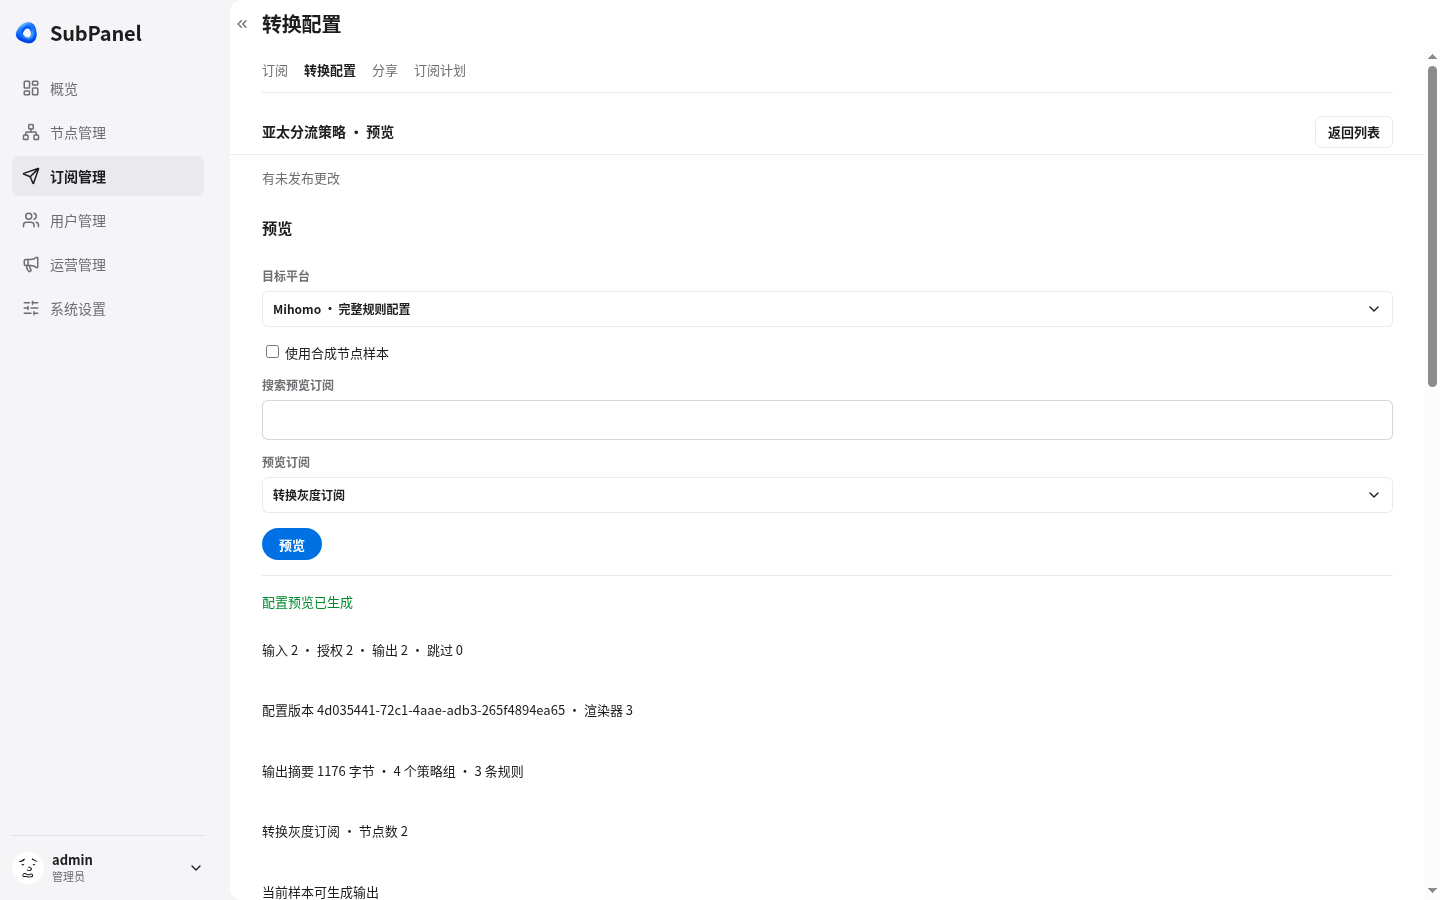 SubPanel
概览
节点管理
订阅管理
用户管理
运营管理
系统设置
admin
管理员
转换配置
订阅 转换配置 分享 订阅计划
亚太分流策略 · 预览
返回列表
有未发布更改
预览
目标平台
Mihomo · 完整规则配置
使用合成节点样本
搜索预览订阅
预览订阅
转换灰度订阅
预览
配置预览已生成
输入 2 · 授权 2 · 输出 2 · 跳过 0
配置版本 4d035441-72c1-4aae-adb3-265f4894ea65 · 渲染器 3
输出摘要 1176 字节 · 4 个策略组 · 3 条规则
转换灰度订阅 · 节点数 2
当前样本可生成输出